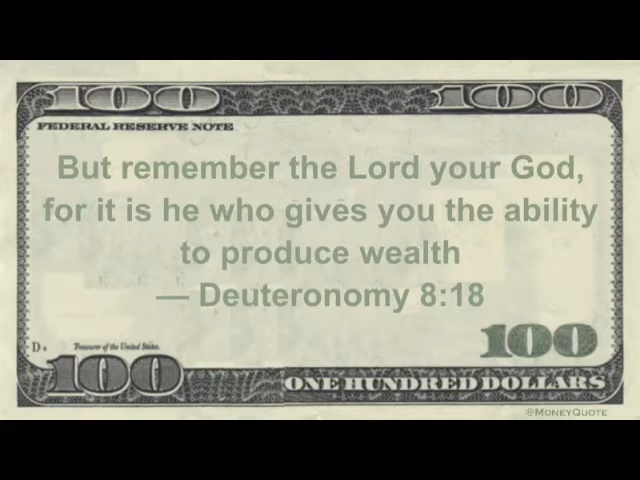 100 100
FEDERAL RESERVE NOTE
But remember the Lord your God,
for it is he who gives you the ability
to produce wealth
— Deuteronomy 8:18
100
D. Treasurer of the United States.
100 ONE HUNDRED DOLLARS
@MONEYQUOTE